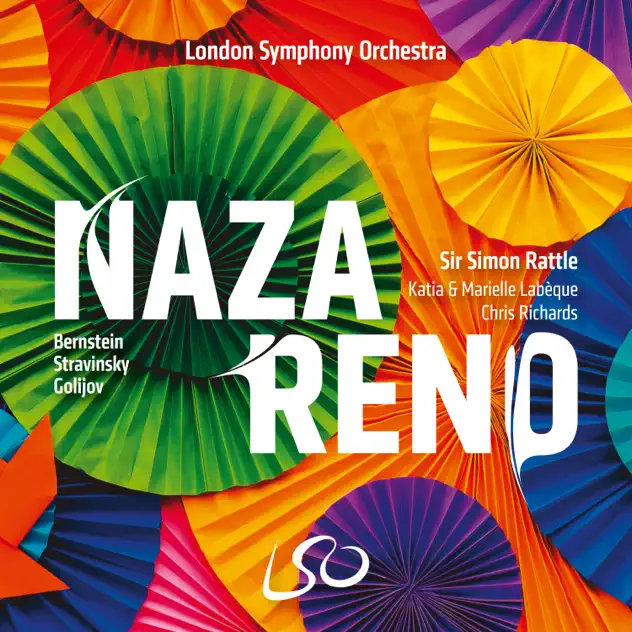 London Symphony Orchestra
NAZA
RENO
Sir Simon Rattle
Katia & Marielle Labèque
Chris Richards
Bernstein
Stravinsky
Golijov
LSO